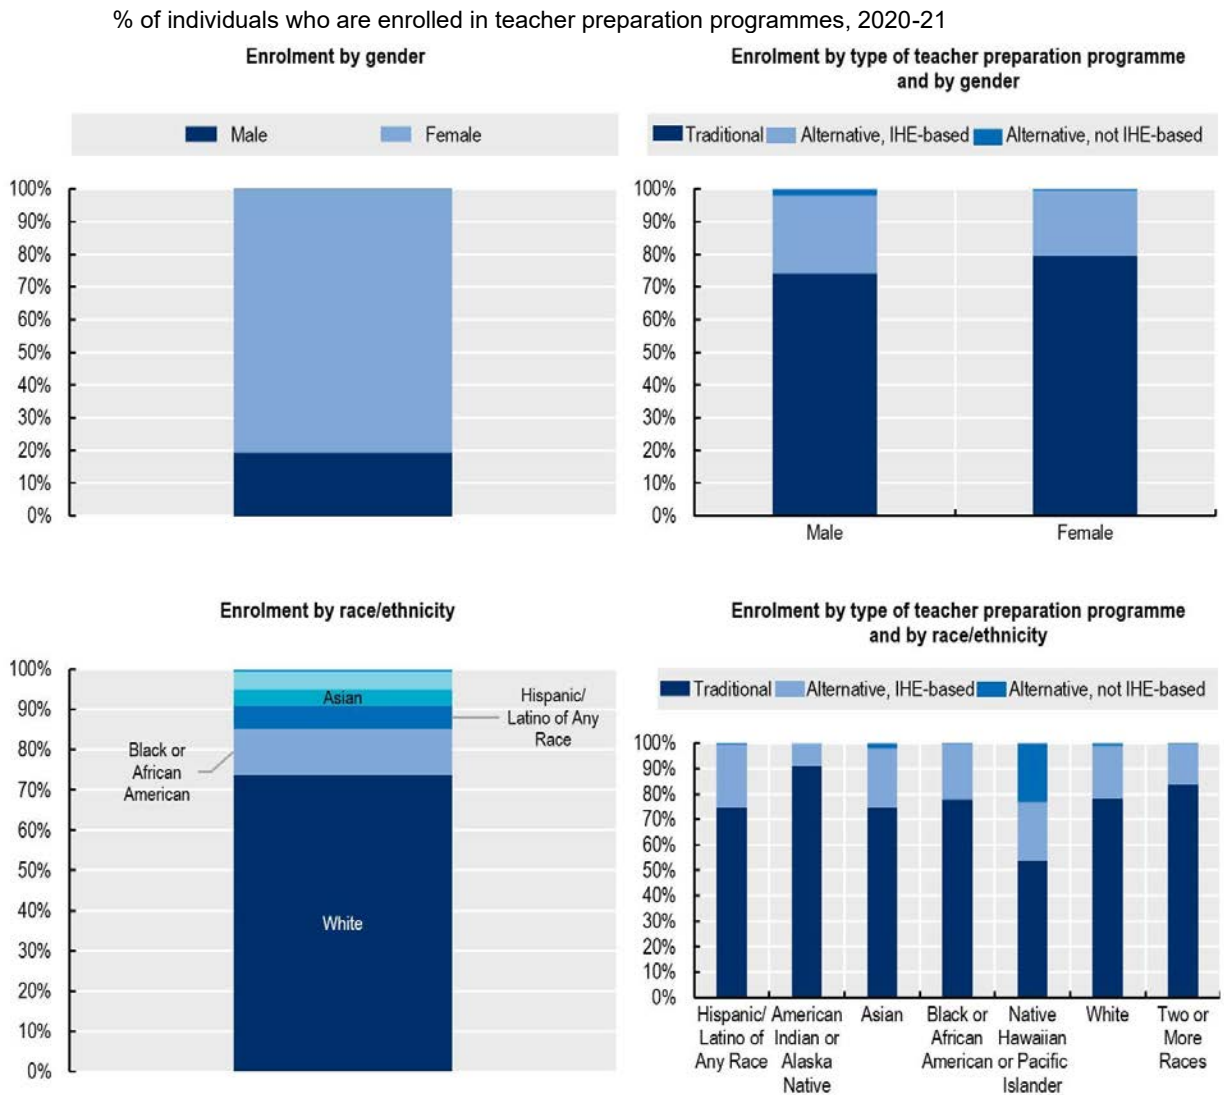 % of individuals who are enrolled in teacher preparation programmes, 2020-21
Enrolment by gender
Male Female
100%
90%
80%
70%
60%
50%
40%
30%
20%
10%
0%
Enrolment by type of teacher preparation programme
and by gender
Traditional Alternative, IHE-based Alternative, not IHE-based
100%
90%
80%
70%
60%
50%
40%
30%
20%
10%
0%
Male Female
Enrolment by race/ethnicity
100%
90%
80%
70%
60%
50%
40%
30%
20%
10%
0%
Asian
Hispanic/
Latino of Any
Race
Black or
African
American
White
Enrolment by type of teacher preparation programme
and by race/ethnicity
Traditional Alternative, IHE-based Alternative, not IHE-based
100%
90%
80%
70%
60%
50%
40%
30%
20%
10%
0%
Hispanic/
Latino of
Any Race
American
Indian or
Alaska
Native
Asian
Black or
African
American
Native
Hawaiian
or Pacific
Islander
White
Two or
More
Races